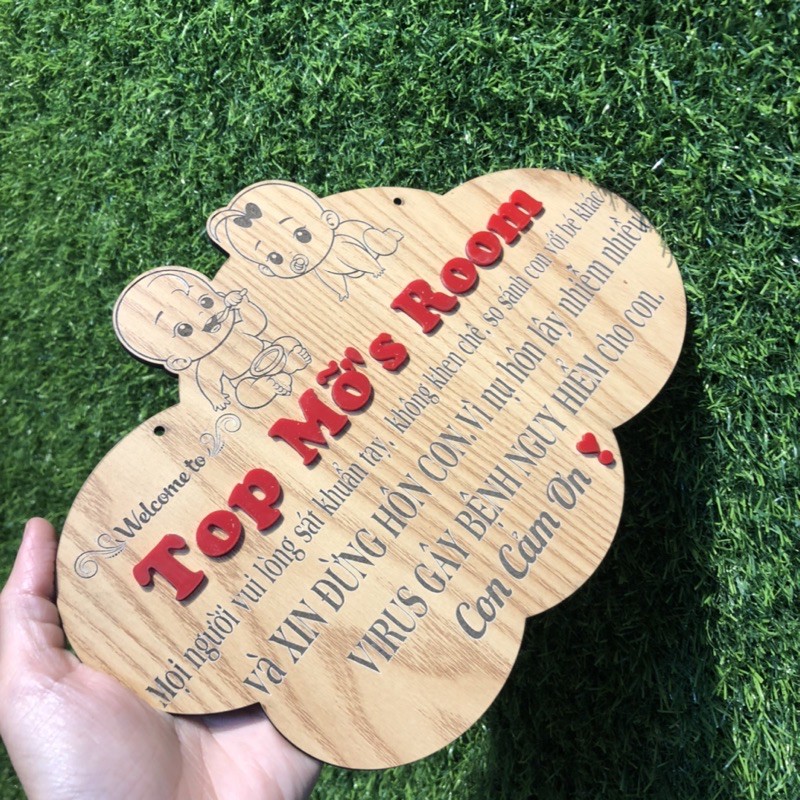 Welcome to
Top Mỡ's Room
Mọi người vui lòng sát khuẩn tay, không khen chê, so sánh con với bé khác
và XIN ĐỪNG HÔN CON. Vì nụ hôn lây nhiễm nhiều
VIRUS GÂY BỆNH NGUY HIỂM cho con.
Con Cảm Ơn